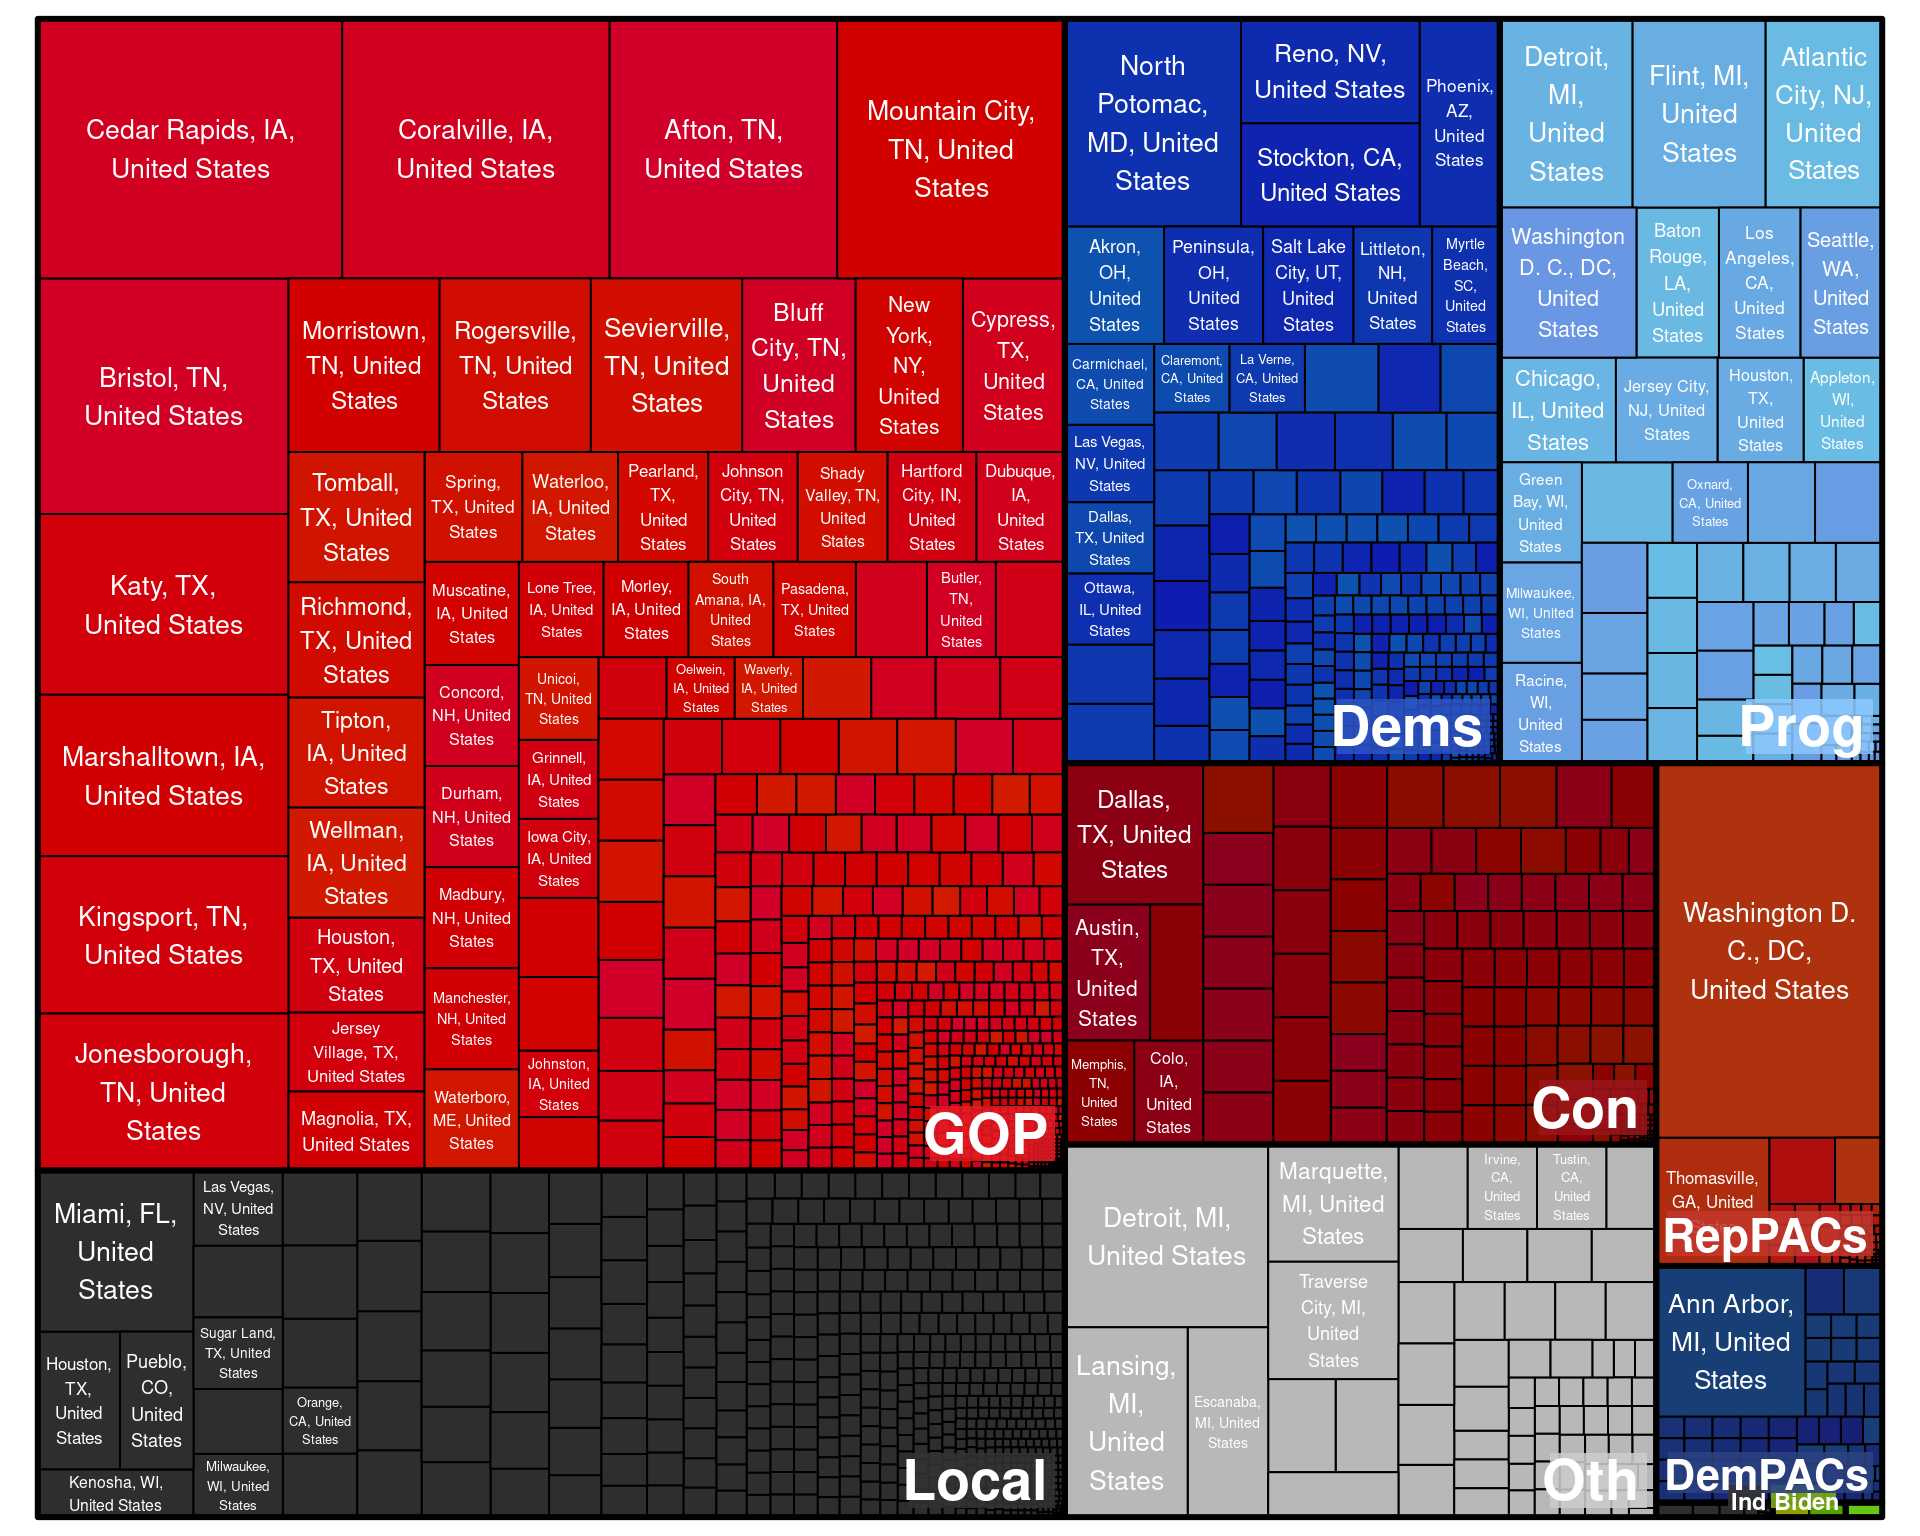 Cedar Rapids, IA,
United States
Coralville, IA,
United States
Afton, TN,
United States
Mountain City,
TN, United
States
Bristol, TN,
United States
Morristown,
TN, United
States
Rogersville,
TN, United
States
Sevierville,
TN, United
States
Bluff
City, TN,
United
States
New
York,
NY,
United
States
Cypress,
TX,
United
States
Katy, TX,
United States
Marshalltown, IA,
United States
Kingsport, TN,
United States
Jonesborough,
TN, United
States
Tomball,
TX, United
States
Richmond,
TX, United
States
Tipton,
IA, United
States
Wellman,
IA, United
States
Houston,
TX, United
States
Jersey
Village, TX,
United States
Magnolia, TX,
United States
Spring,
TX, United
States
Waterloo,
IA, United
States
Pearland,
TX,
United
States
Johnson
City, TN,
United
States
Shady
Valley, TN,
United
States
Hartford
City, IN,
United
States
Dubuque,
IA,
United
States
Muscatine,
IA, United
States
Concord,
NH, United
States
Durham,
NH, United
States
Madbury,
NH, United
States
Manchester,
NH, United
States
Waterboro,
ME, United
States
Lone Tree,
IA, United
States
Morley,
IA, United
States
South
Amana, IA,
United
States
Pasadena,
TX, United
States
Butler,
TN,
United
States
Unicoi,
TN, United
States
Oelwein,
IA, United
States
Waverly,
IA, United
States
Grinnell,
IA, United
States
Iowa City,
IA, United
States
Johnston,
IA, United
States
GOP
North
Potomac,
MD, United
States
Reno, NV,
United States
Stockton, CA,
United States
Phoenix,
AZ,
United
States
Akron,
OH,
United
States
Peninsula,
OH,
United
States
Salt Lake
City, UT,
United
States
Littleton,
NH,
United
States
Myrtle
Beach,
SC,
United
States
Carmichael,
CA, United
States
Claremont,
CA, United
States
La Verne,
CA, United
States
Las Vegas,
NV, United
States
Dallas,
TX, United
States
Ottawa,
IL, United
States
Dems
Detroit,
MI,
United
States
Flint, MI,
United
States
Atlantic
City, NJ,
United
States
Washington
D. C., DC,
United
States
Baton
Rouge,
LA,
United
States
Los
Angeles,
CA,
United
States
Seattle,
WA,
United
States
Chicago,
IL, United
States
Jersey City,
NJ, United
States
Houston,
TX,
United
States
Appleton,
WI,
United
States
Green
Bay, WI,
United
States
Oxnard,
CA, United
States
Milwaukee,
WI, United
States
Racine,
WI,
United
States
Prog
Dallas,
TX, United
States
Austin,
TX,
United
States
Memphis,
TN,
United
States
Colo,
IA,
United
States
Con
Washington D.
C., DC,
United States
Thomasville,
GA, United
States
RepPACs
Miami, FL,
United
States
Las Vegas,
NV, United
States
Sugar Land,
TX, United
States
Houston,
TX,
United
States
Pueblo,
CO,
United
States
Orange,
CA, United
States
Kenosha, WI,
United States
Milwaukee,
WI, United
States
Local
Detroit, MI,
United States
Marquette,
MI, United
States
Irvine,
CA,
United
States
Tustin,
CA,
United
States
Traverse
City, MI,
United
States
Lansing,
MI,
United
States
Escanaba,
MI, United
States
Oth
Ann Arbor,
MI, United
States
DemPACs
Ind
Biden